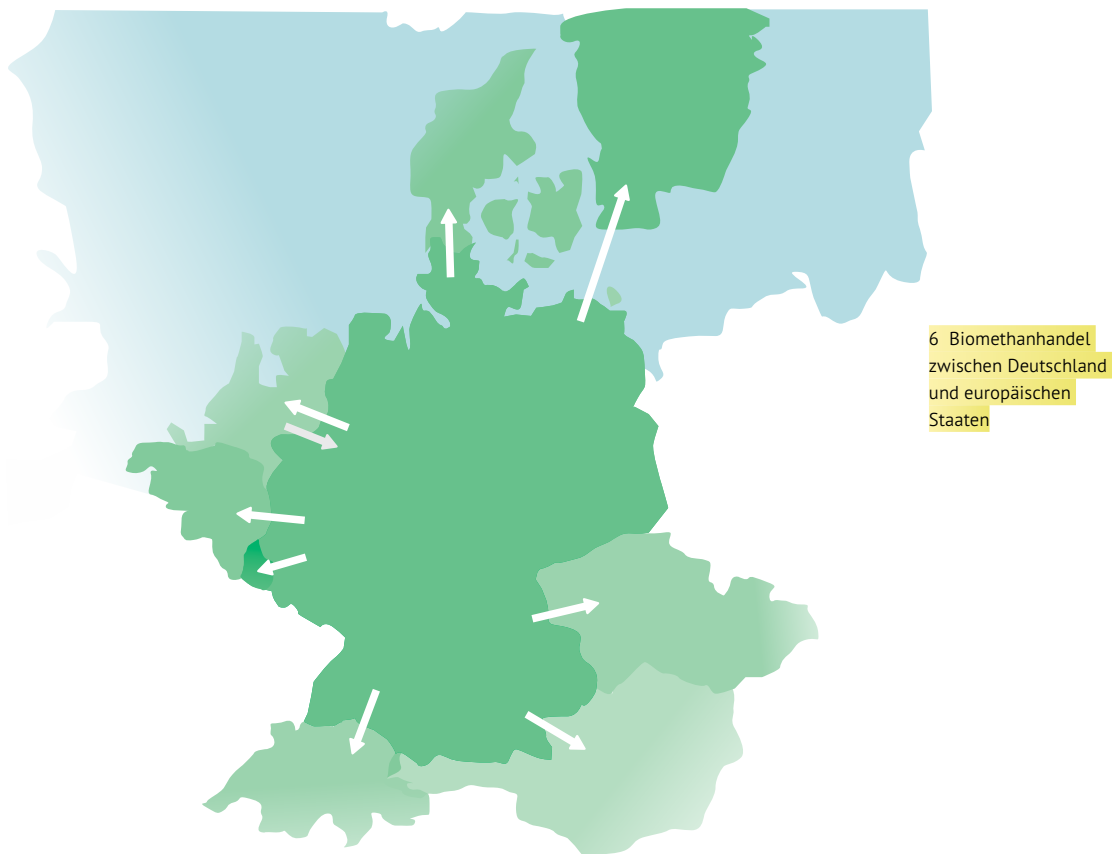 6 Biomethanhandel
zwischen Deutschland
und europäischen
Staaten